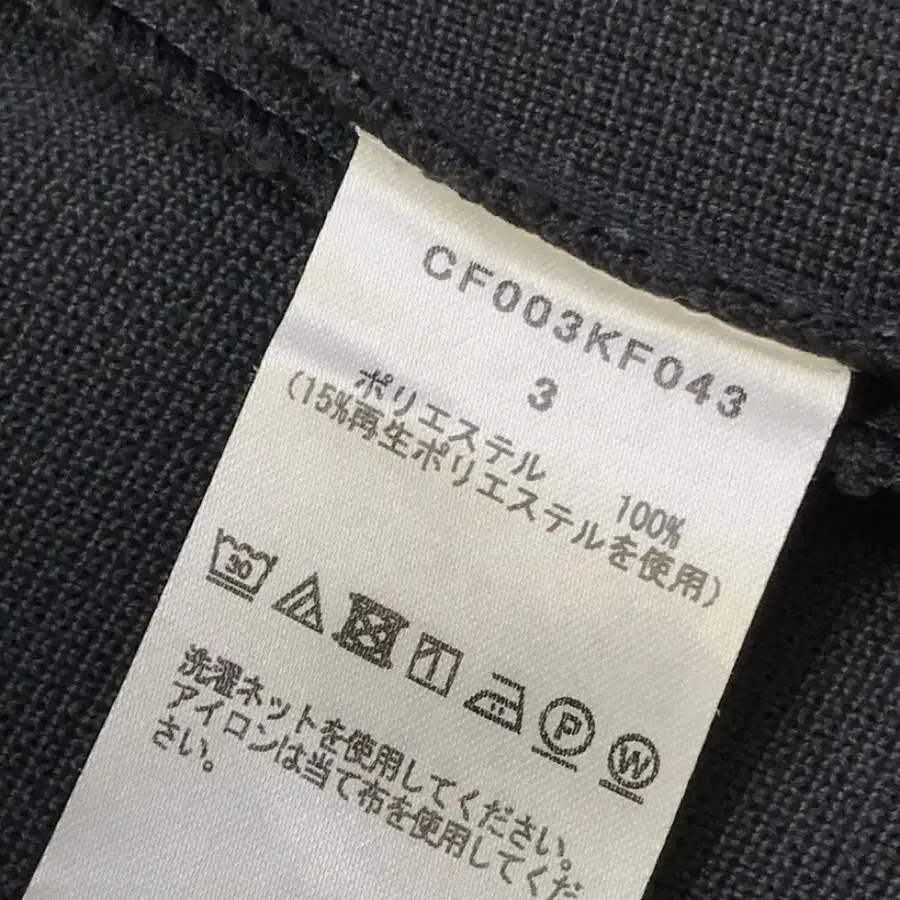 CF003KF043
3
ポリエステル 100%
(15%再生ポリエステルを使用)
30
P
W
洗濯ネットを使用してください。
アイロンは当て布を使用してくだ
さい。